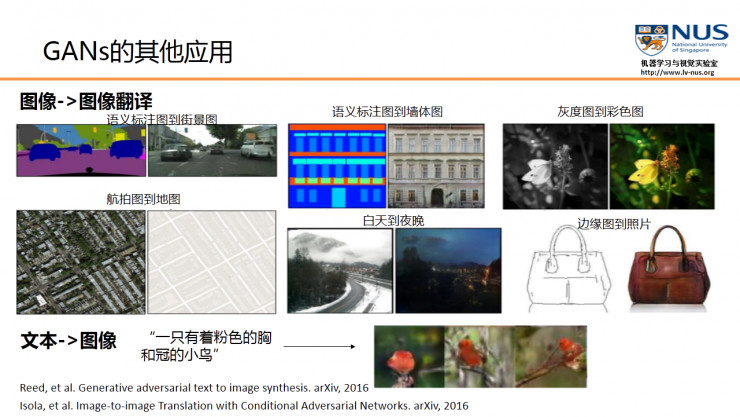 GANs的其他应用
NUS
National University
of Singapore
机器学习与视觉实验室
http://www.lv-nus.org
图像->图像翻译
语义标注图到街景图
语义标注图到墙体图
灰度图到彩色图
航拍图到地图
白天到夜晚
边缘图到照片
文本->图像
“一只有着粉色的胸
和冠的小鸟”
Reed, et al. Generative adversarial text to image synthesis. arXiv, 2016
Isola, et al. Image-to-image Translation with Conditional Adversarial Networks. arXiv, 2016